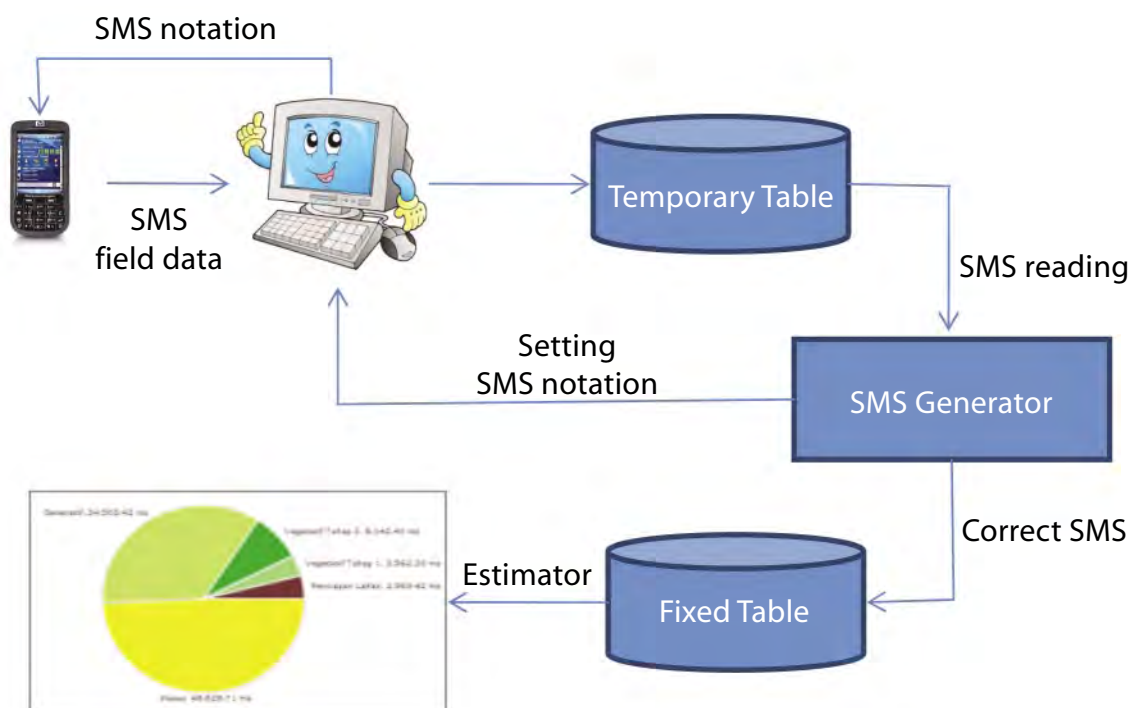 SMS notation
SMS
field data
Temporary Table
SMS reading
Setting
SMS notation
SMS Generator
Correct SMS
Estimator
Fixed Table